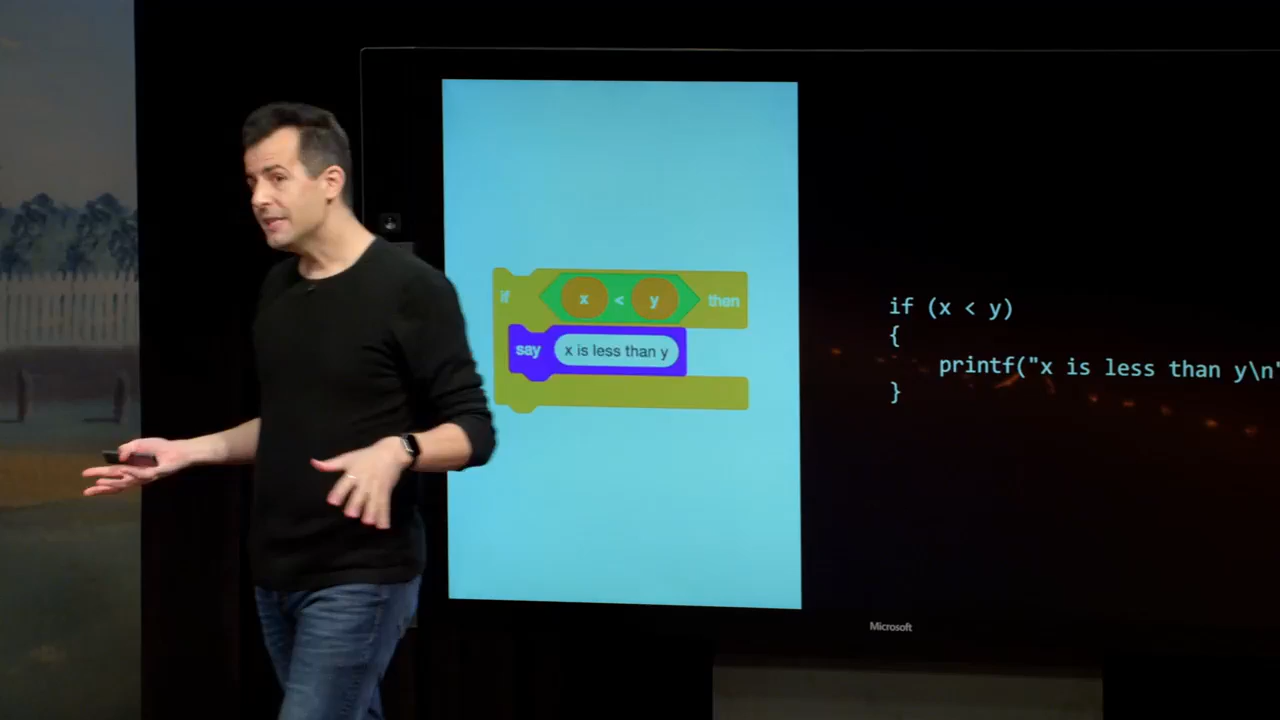 if x < y then
say x is less than y
if (x < y)
{
printf("x is less than y\n"
}
Microsoft